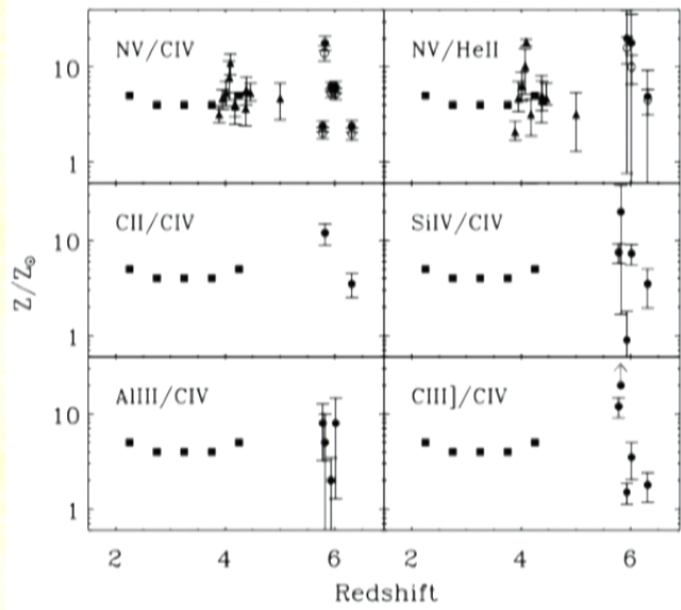 NV/CIV NV/HeII
10
1
CII/CIV SiIV/CIV
10
1
Z/Z⊙
AlIII/CIV CIII]/CIV
10
1
2 4 6 2 4 6
Redshift